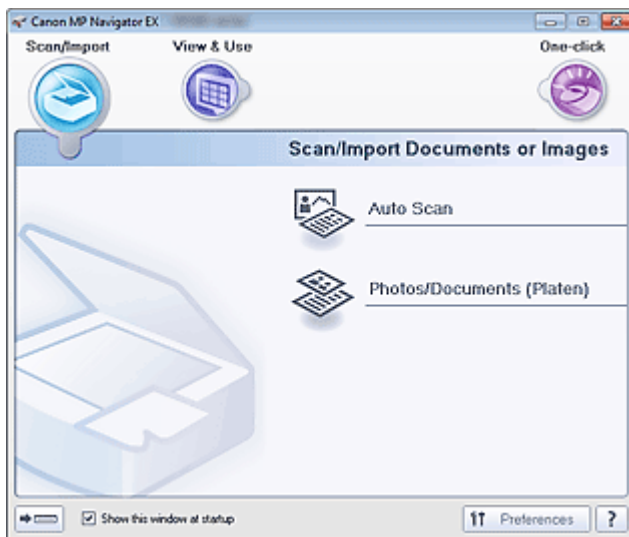 Canon MP Navigator EX
Scan/Import
View & Use
One-click
Scan/Import Documents or Images
Auto Scan
Photos/Documents (Platen)
Show this window at startup
Preferences
?